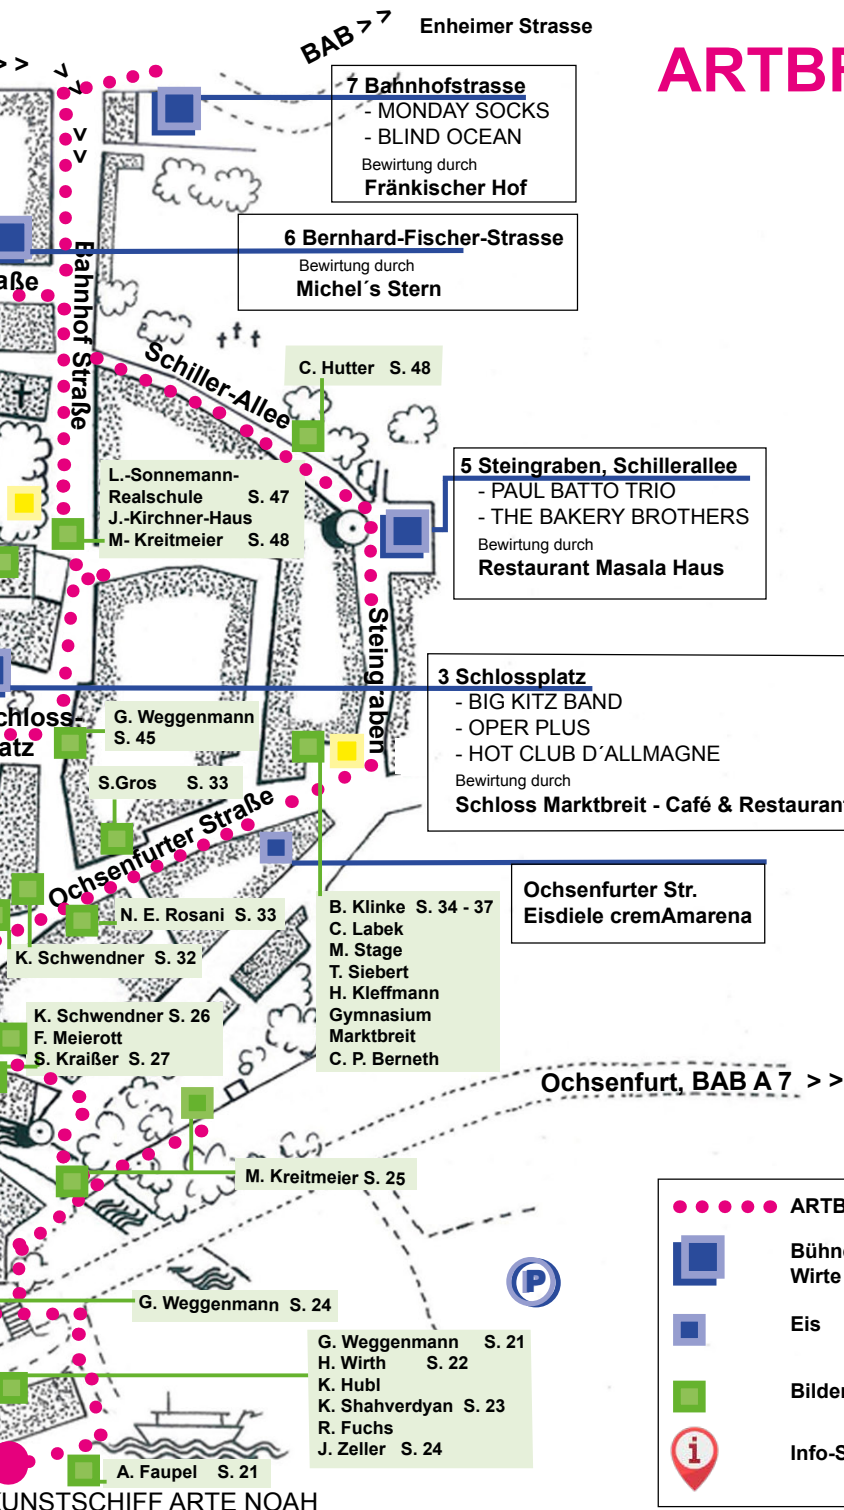 BAB > >
Enheimer Strasse
> >
> >
> >
ARTBR
7 Bahnhofstrasse
- MONDAY SOCKS
- BLIND OCEAN
Bewirtung durch
Fränkischer Hof
6 Bernhard-Fischer-Strasse
Bewirtung durch
Michel´s Stern
aße
Bahnhof Straße
Schiller-Allee
C. Hutter S. 48
L.-Sonnemann-
Realschule S. 47
J.-Kirchner-Haus
M- Kreitmeier S. 48
5 Steingraben, Schillerallee
- PAUL BATTO TRIO
- THE BAKERY BROTHERS
Bewirtung durch
Restaurant Masala Haus
Steingraben
3 Schlossplatz
- BIG KITZ BAND
- OPER PLUS
- HOT CLUB D´ALLMAGNE
Bewirtung durch
Schloss Marktbreit - Café & Restaurant
chloss-
atz
G. Weggenmann
S. 45
S.Gros S. 33
Ochsenfurter Straße
Ochsenfurter Str.
Eisdiele cremAmarena
N. E. Rosani S. 33
K. Schwendner S. 32
B. Klinke S. 34 - 37
C. Labek
M. Stage
T. Siebert
H. Kleffmann
Gymnasium
Marktbreit
C. P. Berneth
K. Schwendner S. 26
F. Meierott
S. Kraißer S. 27
Ochsenfurt, BAB A 7 > >
M. Kreitmeier S. 25
P
G. Weggenmann S. 24
G. Weggenmann S. 21
H. Wirth S. 22
K. Hubl
K. Shahverdyan S. 23
R. Fuchs
J. Zeller S. 24
A. Faupel S. 21
KUNSTSCHIFF ARTE NOAH
ARTB
Bühne
Wirte
Eis
Bilder
i Info-S